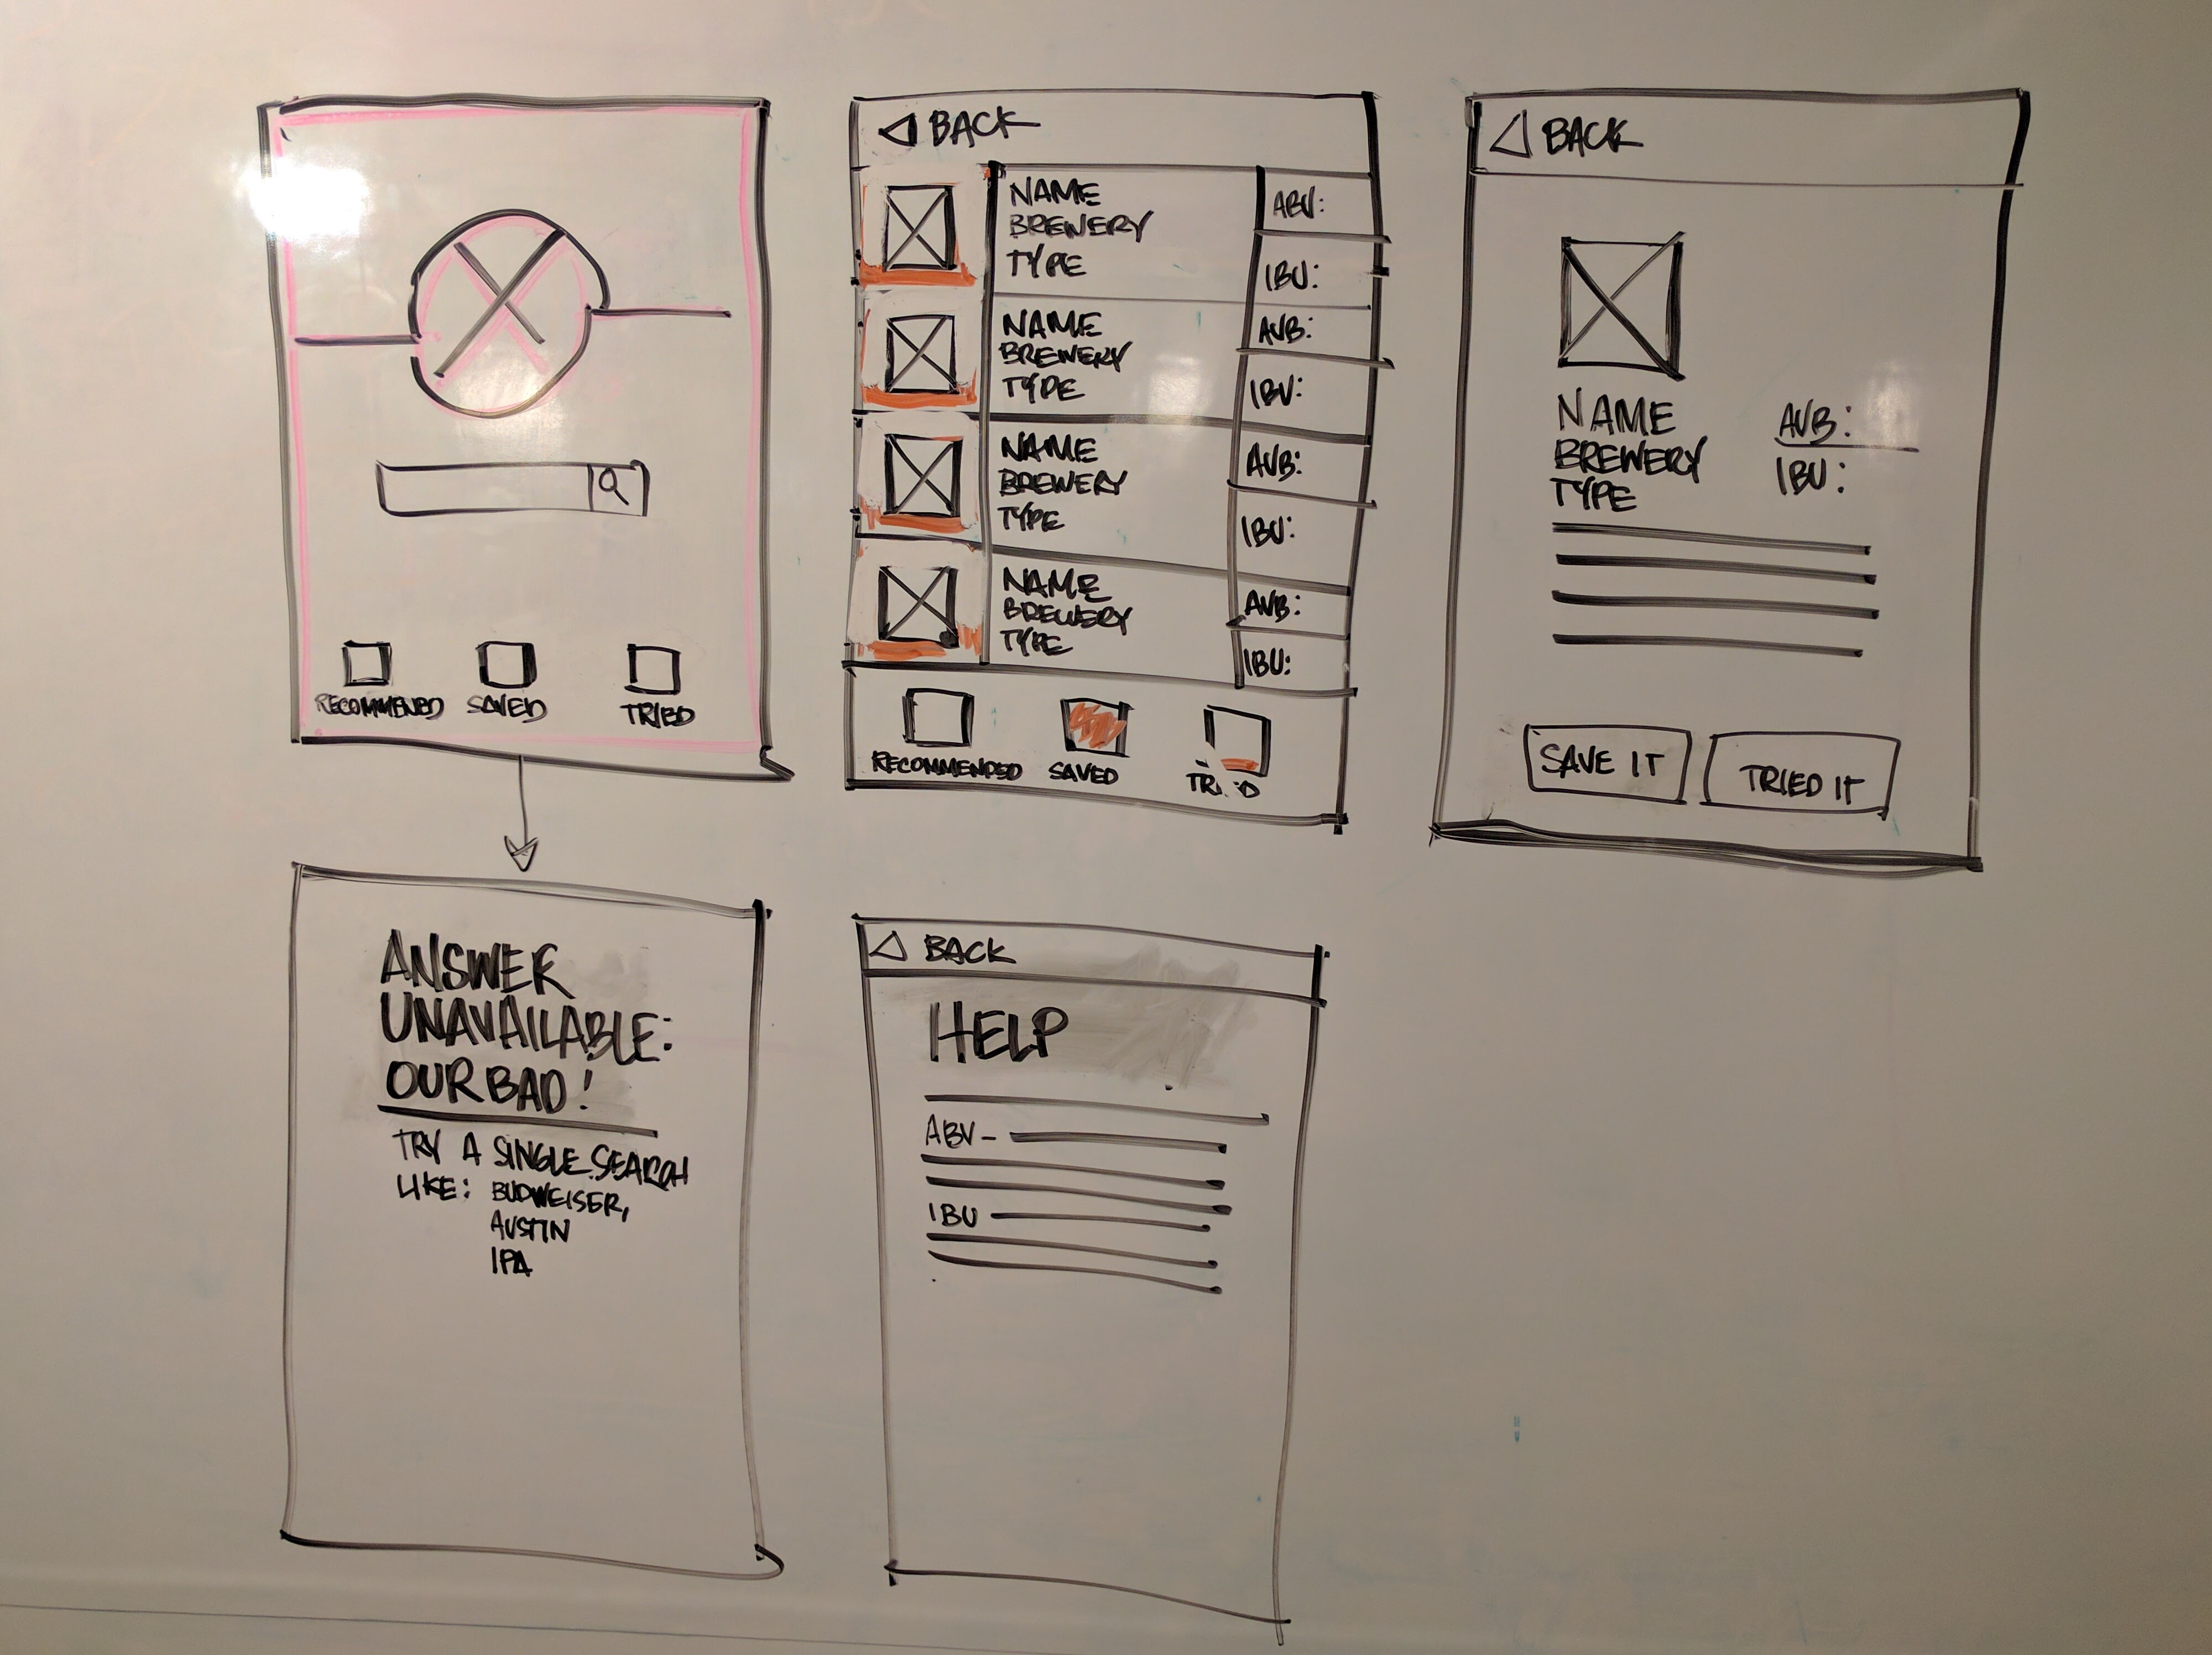 RECOMMENDED SAVED TRIED
BACK
NAME
BREWERY
TYPE
ABV:
IBU:
NAME
BREWERY
TYPE
AVB:
IBU:
NAME
BREWERY
TYPE
AVB:
IBU:
NAME
BREWERY
TYPE
AVB:
IBU:
RECOMMENDED SAVED TR. D
BACK
NAME
BREWERY
TYPE
AVB:
IBU:
SAVE IT
TRIED IT
ANSWER
UNAVAILABLE:
OUR BAD!
TRY A SINGLE SEARCH
LIKE: BUDWEISER,
AUSTIN
IPA
BACK
HELP
ABV -
IBU